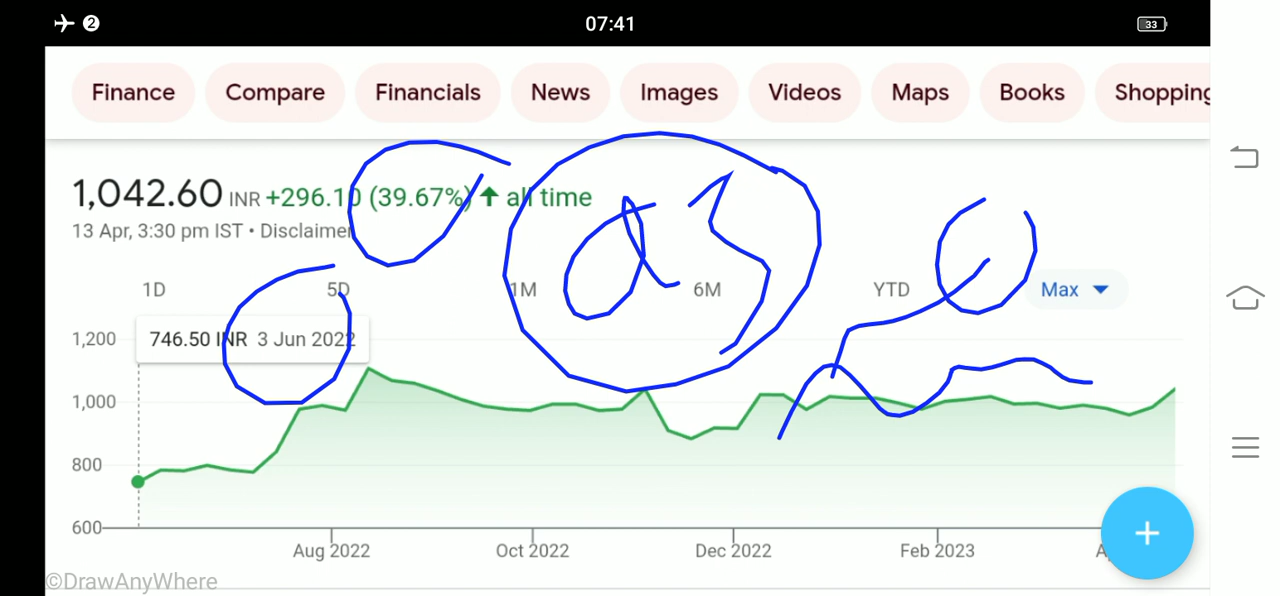 07:41
2
33
Finance Compare Financials News Images Videos Maps Books Shopping
1,042.60 INR +296.10 (39.67%) all time
13 Apr, 3:30 pm IST • Disclaimer
1D 5D 1M 6M YTD Max
746.50 INR 3 Jun 2022
1,200
1,000
800
600
Aug 2022 Oct 2022 Dec 2022 Feb 2023
©DrawAnyWhere